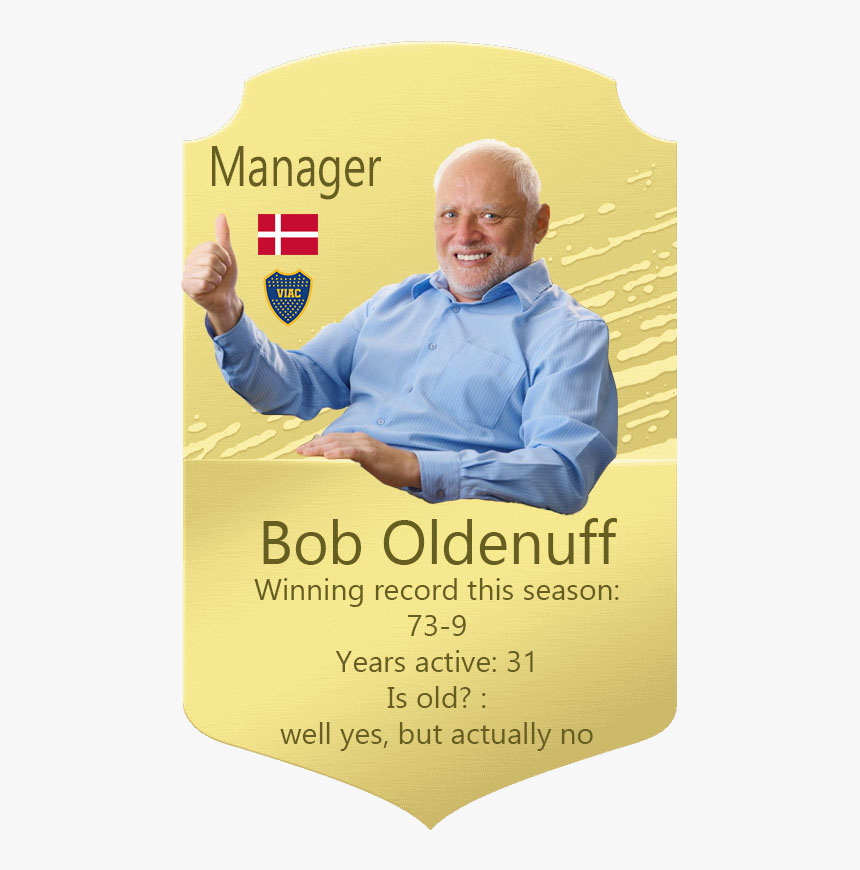 Manager
VIAC
Bob Oldenuff
Winning record this season:
73-9
Years active: 31
Is old? :
well yes, but actually no